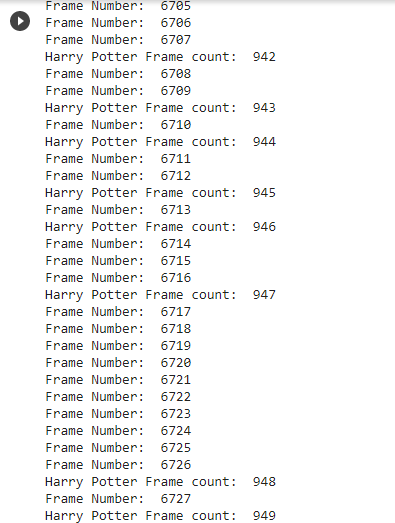 Frame Number:  6705
Frame Number:  6706
Frame Number:  6707
Harry Potter Frame count:  942
Frame Number:  6708
Frame Number:  6709
Harry Potter Frame count:  943
Frame Number:  6710
Harry Potter Frame count:  944
Frame Number:  6711
Frame Number:  6712
Harry Potter Frame count:  945
Frame Number:  6713
Harry Potter Frame count:  946
Frame Number:  6714
Frame Number:  6715
Frame Number:  6716
Harry Potter Frame count:  947
Frame Number:  6717
Frame Number:  6718
Frame Number:  6719
Frame Number:  6720
Frame Number:  6721
Frame Number:  6722
Frame Number:  6723
Frame Number:  6724
Frame Number:  6725
Frame Number:  6726
Harry Potter Frame count:  948
Frame Number:  6727
Harry Potter Frame count:  949